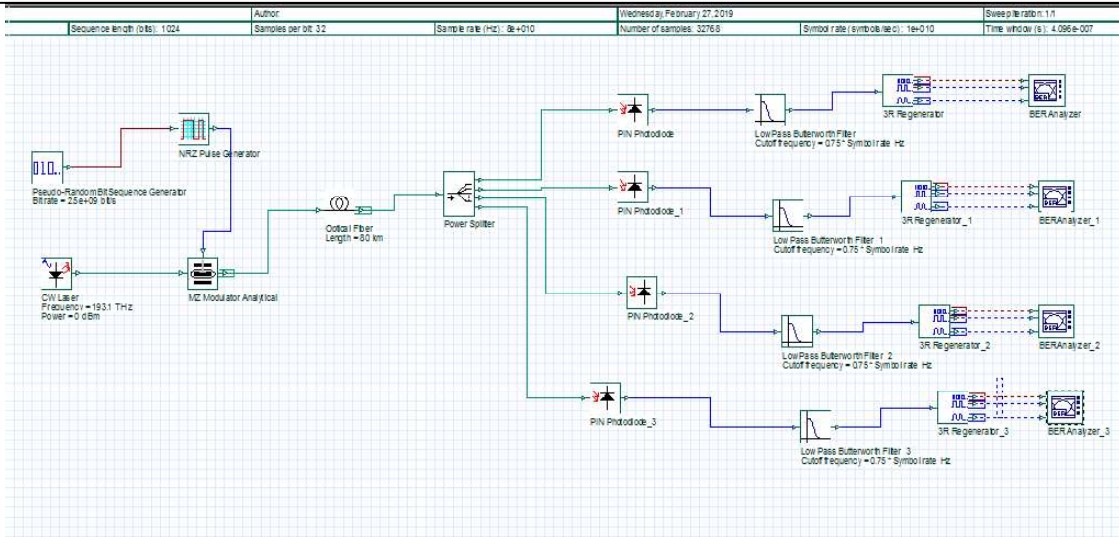 Author:
Wednesday, February 27, 2019
Sweep Iteration: 1/1
Sequence length (bits): 1024
Samples per bit: 32
Sample rate (Hz): 8e+010
Number of samples: 32768
Symbol rate (symbols/sec): 1e+010
Time window (s): 4.096e-007
PIN Photodiode
Low Pass Butterworth Filter
Cutoff frequency = 0.75 * Symbol rate Hz
3R Regenerator
BER Analyzer
NRZ Pulse Generator
Pseudo-Random Bit Sequence Generator
Bitrate = 2.5e+09 bit/s
Optical Fiber
Length = 80 km
Power Splitter
PIN Photodiode_1
Low Pass Butterworth Filter_1
Cutoff frequency = 0.75 * Symbol rate Hz
3R Regenerator_1
BER Analyzer_1
CW Laser
Frequency = 193.1 THz
Power = 0 dBm
MZ Modulator Analytical
PIN Photodiode_2
Low Pass Butterworth Filter_2
Cutoff frequency = 0.75 * Symbol rate Hz
3R Regenerator_2
BER Analyzer_2
PIN Photodiode_3
Low Pass Butterworth Filter_3
Cutoff frequency = 0.75 * Symbol rate Hz
3R Regenerator_3
BER Analyzer_3